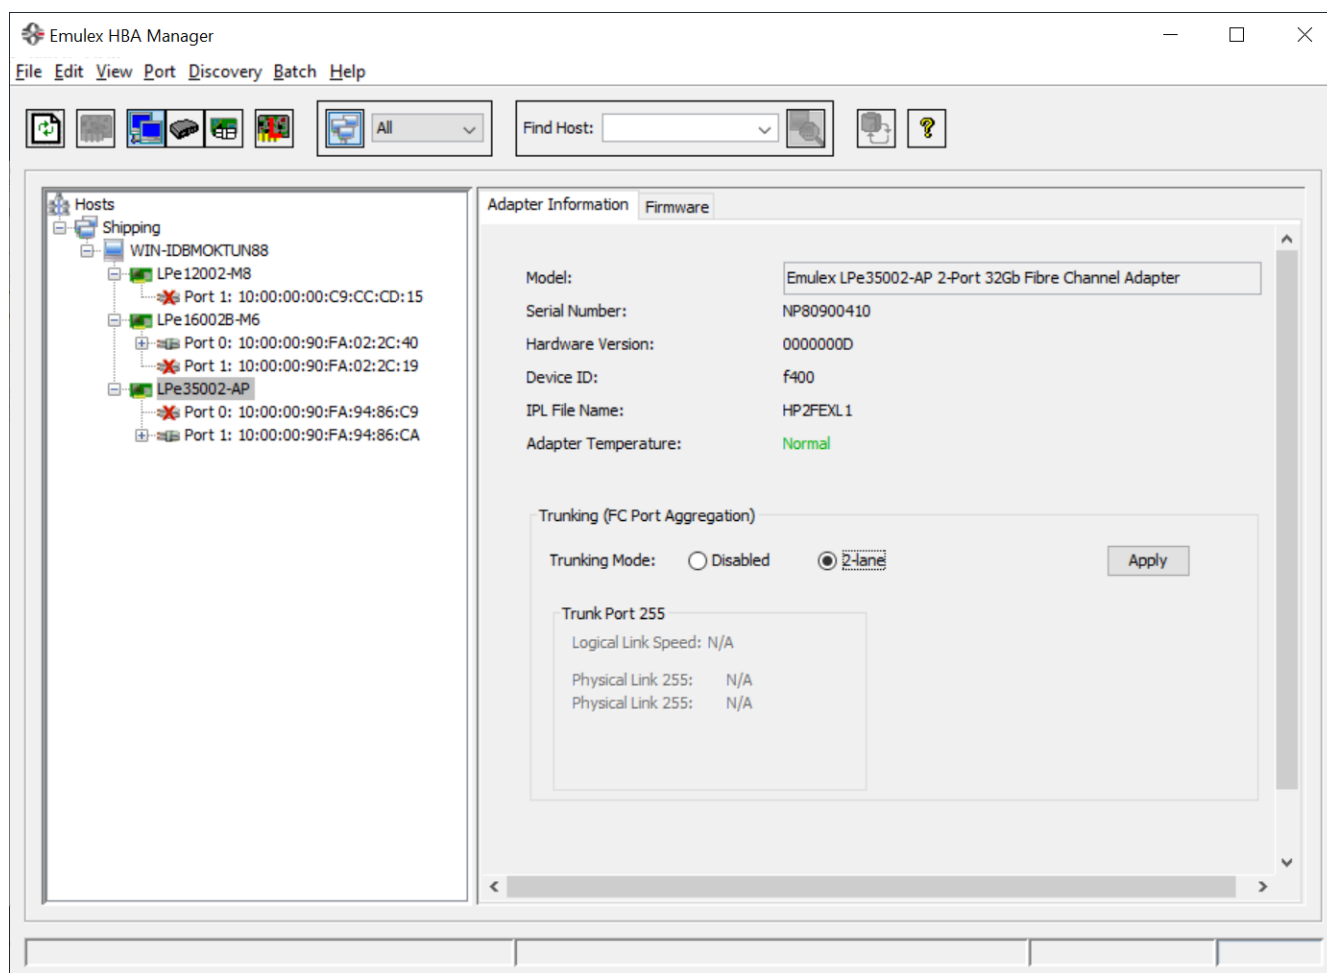 Emulex HBA Manager
File Edit View Port Discovery Batch Help
All
Find Host:
Hosts
Shipping
WIN-IDBMOKTUN88
LPe12002-M8
Port 1: 10:00:00:00:C9:CC:CD:15
LPe16002B-M6
Port 0: 10:00:00:90:FA:02:2C:40
Port 1: 10:00:00:90:FA:02:2C:19
LPe35002-AP
Port 0: 10:00:00:90:FA:94:86:C9
Port 1: 10:00:00:90:FA:94:86:CA
Adapter Information Firmware
Model: Emulex LPe35002-AP 2-Port 32Gb Fibre Channel Adapter
Serial Number: NP80900410
Hardware Version: 0000000D
Device ID: f400
IPL File Name: HP2FEXL1
Adapter Temperature: Normal
Trunking (FC Port Aggregation)
Trunking Mode: Disabled 2-lane Apply
Trunk Port 255
Logical Link Speed: N/A
Physical Link 255: N/A
Physical Link 255: N/A